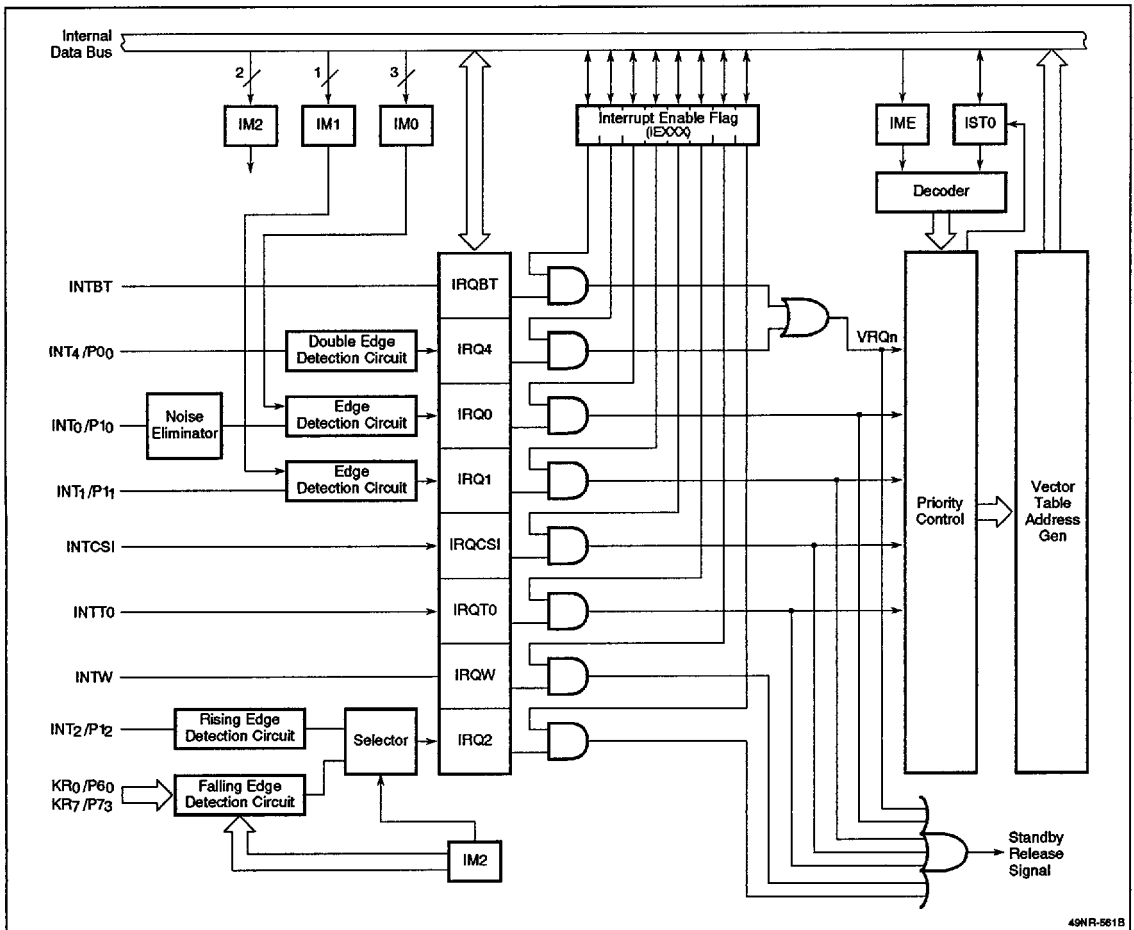 Internal
Data Bus
2
1
3
IM2
IM1
IM0
Interrupt Enable Flag
(IEXXX)
IME
IST0
Decoder
INTBT
IRQBT
INT4/P00
Double Edge
Detection Circuit
IRQ4
VRQn
INT0/P10
Noise
Eliminator
Edge
Detection Circuit
IRQ0
INT1/P11
Edge
Detection Circuit
IRQ1
Priority
Control
Vector
Table
Address
Gen
INTCSI
IRQCSI
INTT0
IRQT0
INTW
IRQW
INT2/P12
Rising Edge
Detection Circuit
Selector
IRQ2
KR0/P60
KR7/P73
Falling Edge
Detection Circuit
IM2
Standby
Release
Signal
49NR-561B